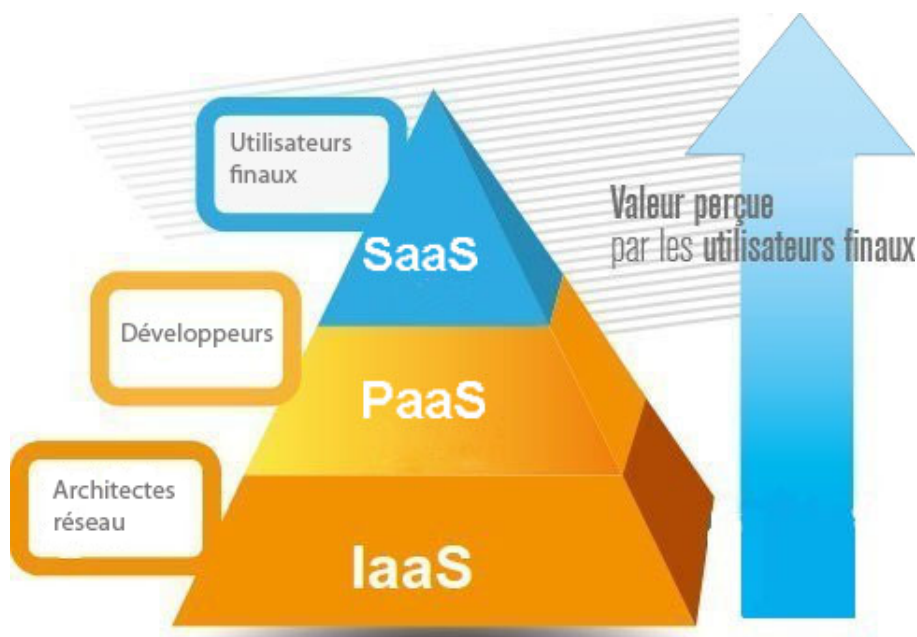 Utilisateurs
finaux
Valeur perçue
par les utilisateurs finaux
SaaS
Développeurs
PaaS
Architectes
réseau
IaaS